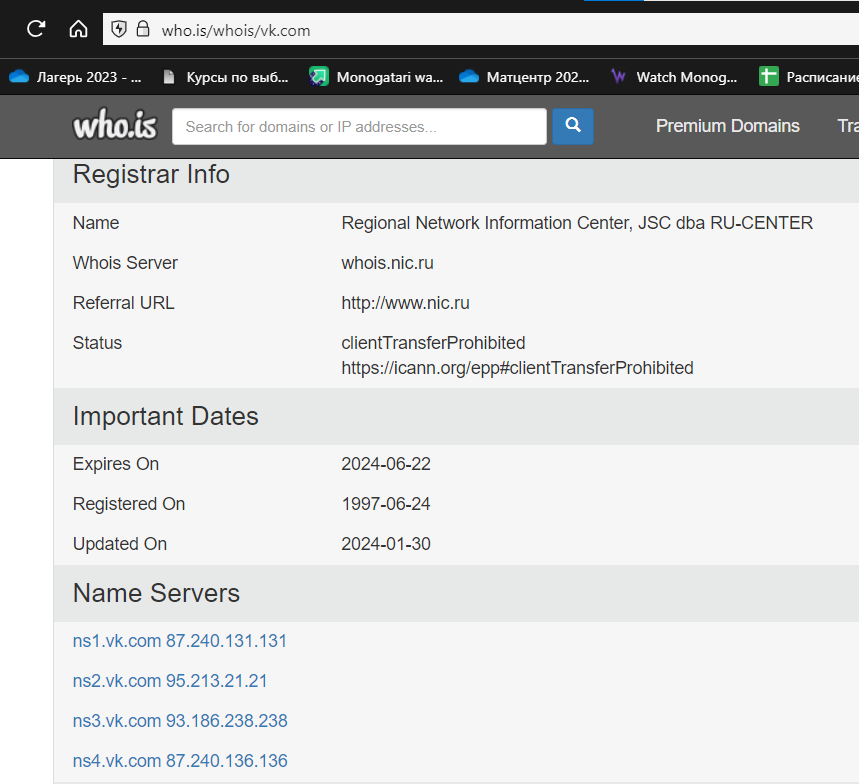 who.is/whois/vk.com
Лагерь 2023 - ... Курсы по выб... Monogatari wa... Матцентр 202... Watch Monog... Расписание
who.is Search for domains or IP addresses... Premium Domains Tra
Registrar Info
Name Regional Network Information Center, JSC dba RU-CENTER
Whois Server whois.nic.ru
Referral URL http://www.nic.ru
Status clientTransferProhibited
https://icann.org/epp#clientTransferProhibited
Important Dates
Expires On 2024-06-22
Registered On 1997-06-24
Updated On 2024-01-30
Name Servers
ns1.vk.com 87.240.131.131
ns2.vk.com 95.213.21.21
ns3.vk.com 93.186.238.238
ns4.vk.com 87.240.136.136